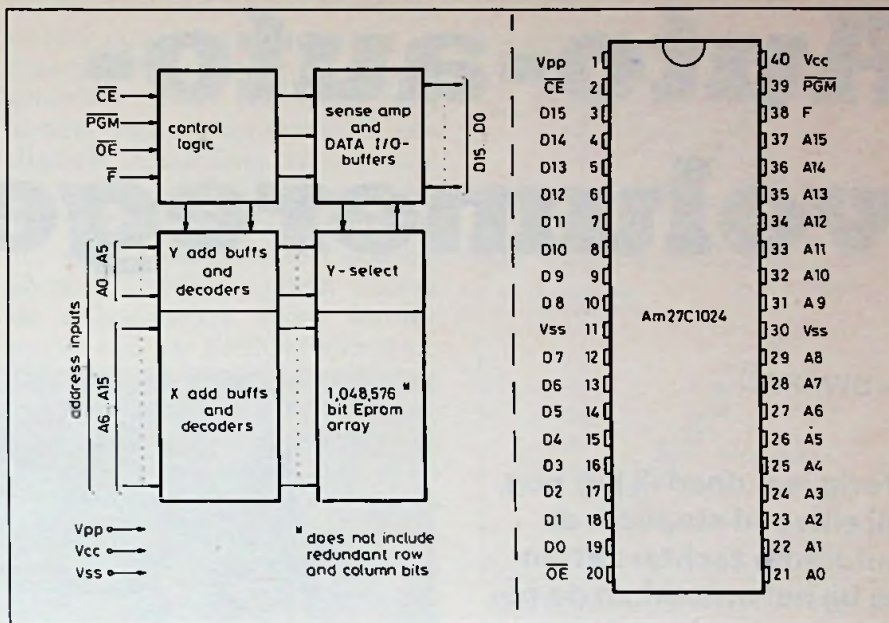 C̅E̅
P̅G̅M̅
O̅E̅
F̅
control
logic
sense amp
and
DATA I/O-
buffers
D15 D0
address inputs
A0 A5
A6 A15
Y add buffs
and
decoders
Y-select
X add buffs
and
decoders
1,048,576 *
bit Eprom
array
Vpp
Vcc
Vss
* does not include
redundant row
and column bits
Am27C1024
Vpp 1
C̅E̅ 2
D15 3
D14 4
D13 5
D12 6
D11 7
D10 8
D9 9
D8 10
Vss 11
D7 12
D6 13
D5 14
D4 15
D3 16
D2 17
D1 18
D0 19
O̅E̅ 20
40 Vcc
39 P̅G̅M̅
38 F
37 A15
36 A14
35 A13
34 A12
33 A11
32 A10
31 A9
30 Vss
29 A8
28 A7
27 A6
26 A5
25 A4
24 A3
23 A2
22 A1
21 A0